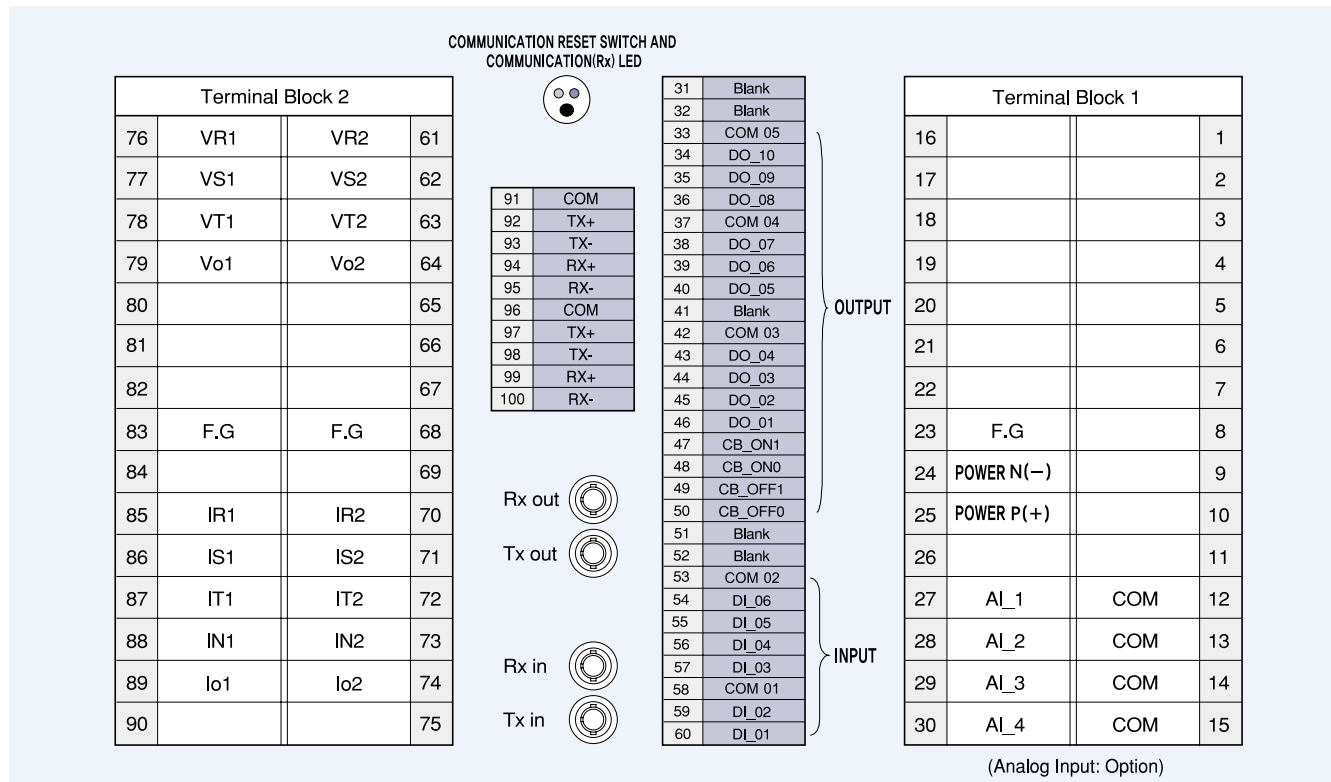 COMMUNICATION RESET SWITCH AND
COMMUNICATION(Rx) LED
Terminal Block 2
76 VR1 VR2 61
77 VS1 VS2 62
78 VT1 VT2 63
79 Vo1 Vo2 64
80 65
81 66
82 67
83 F.G F.G 68
84 69
85 IR1 IR2 70
86 IS1 IS2 71
87 IT1 IT2 72
88 IN1 IN2 73
89 Io1 Io2 74
90 75
91 COM
92 TX+
93 TX-
94 RX+
95 RX-
96 COM
97 TX+
98 TX-
99 RX+
100 RX-
Rx out
Tx out
Rx in
Tx in
31 Blank
32 Blank
33 COM 05
34 DO_10
35 DO_09
36 DO_08
37 COM 04
38 DO_07
39 DO_06
40 DO_05
41 Blank
42 COM 03
43 DO_04
44 DO_03
45 DO_02
46 DO_01
47 CB_ON1
48 CB_ON0
49 CB_OFF1
50 CB_OFF0
51 Blank
52 Blank
53 COM 02
54 DI_06
55 DI_05
56 DI_04
57 DI_03
58 COM 01
59 DI_02
60 DI_01
OUTPUT
INPUT
Terminal Block 1
16 1
17 2
18 3
19 4
20 5
21 6
22 7
23 F.G 8
24 POWER N(−) 9
25 POWER P(+) 10
26 11
27 AI_1 COM 12
28 AI_2 COM 13
29 AI_3 COM 14
30 AI_4 COM 15
(Analog Input: Option)